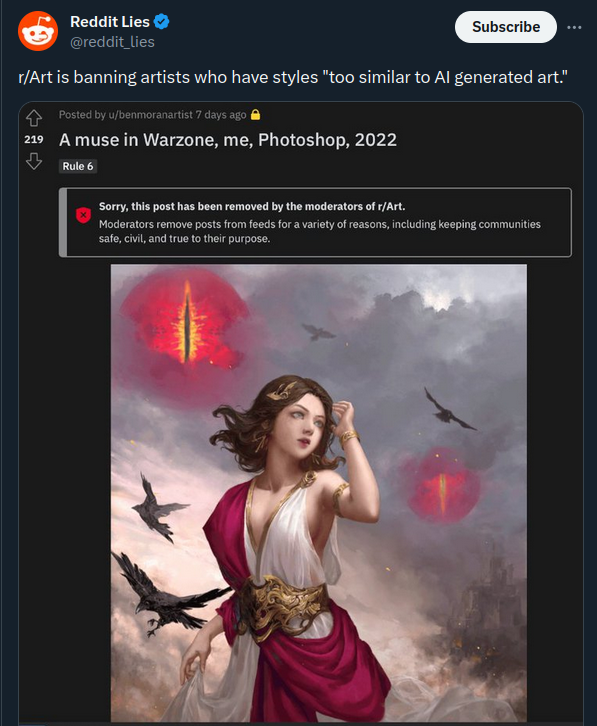 Reddit Lies
@reddit_lies
Subscribe
r/Art is banning artists who have styles "too similar to AI generated art."
Posted by u/benmoranartist 7 days ago
219
A muse in Warzone, me, Photoshop, 2022
Rule 6
Sorry, this post has been removed by the moderators of r/Art.
Moderators remove posts from feeds for a variety of reasons, including keeping communities
safe, civil, and true to their purpose.